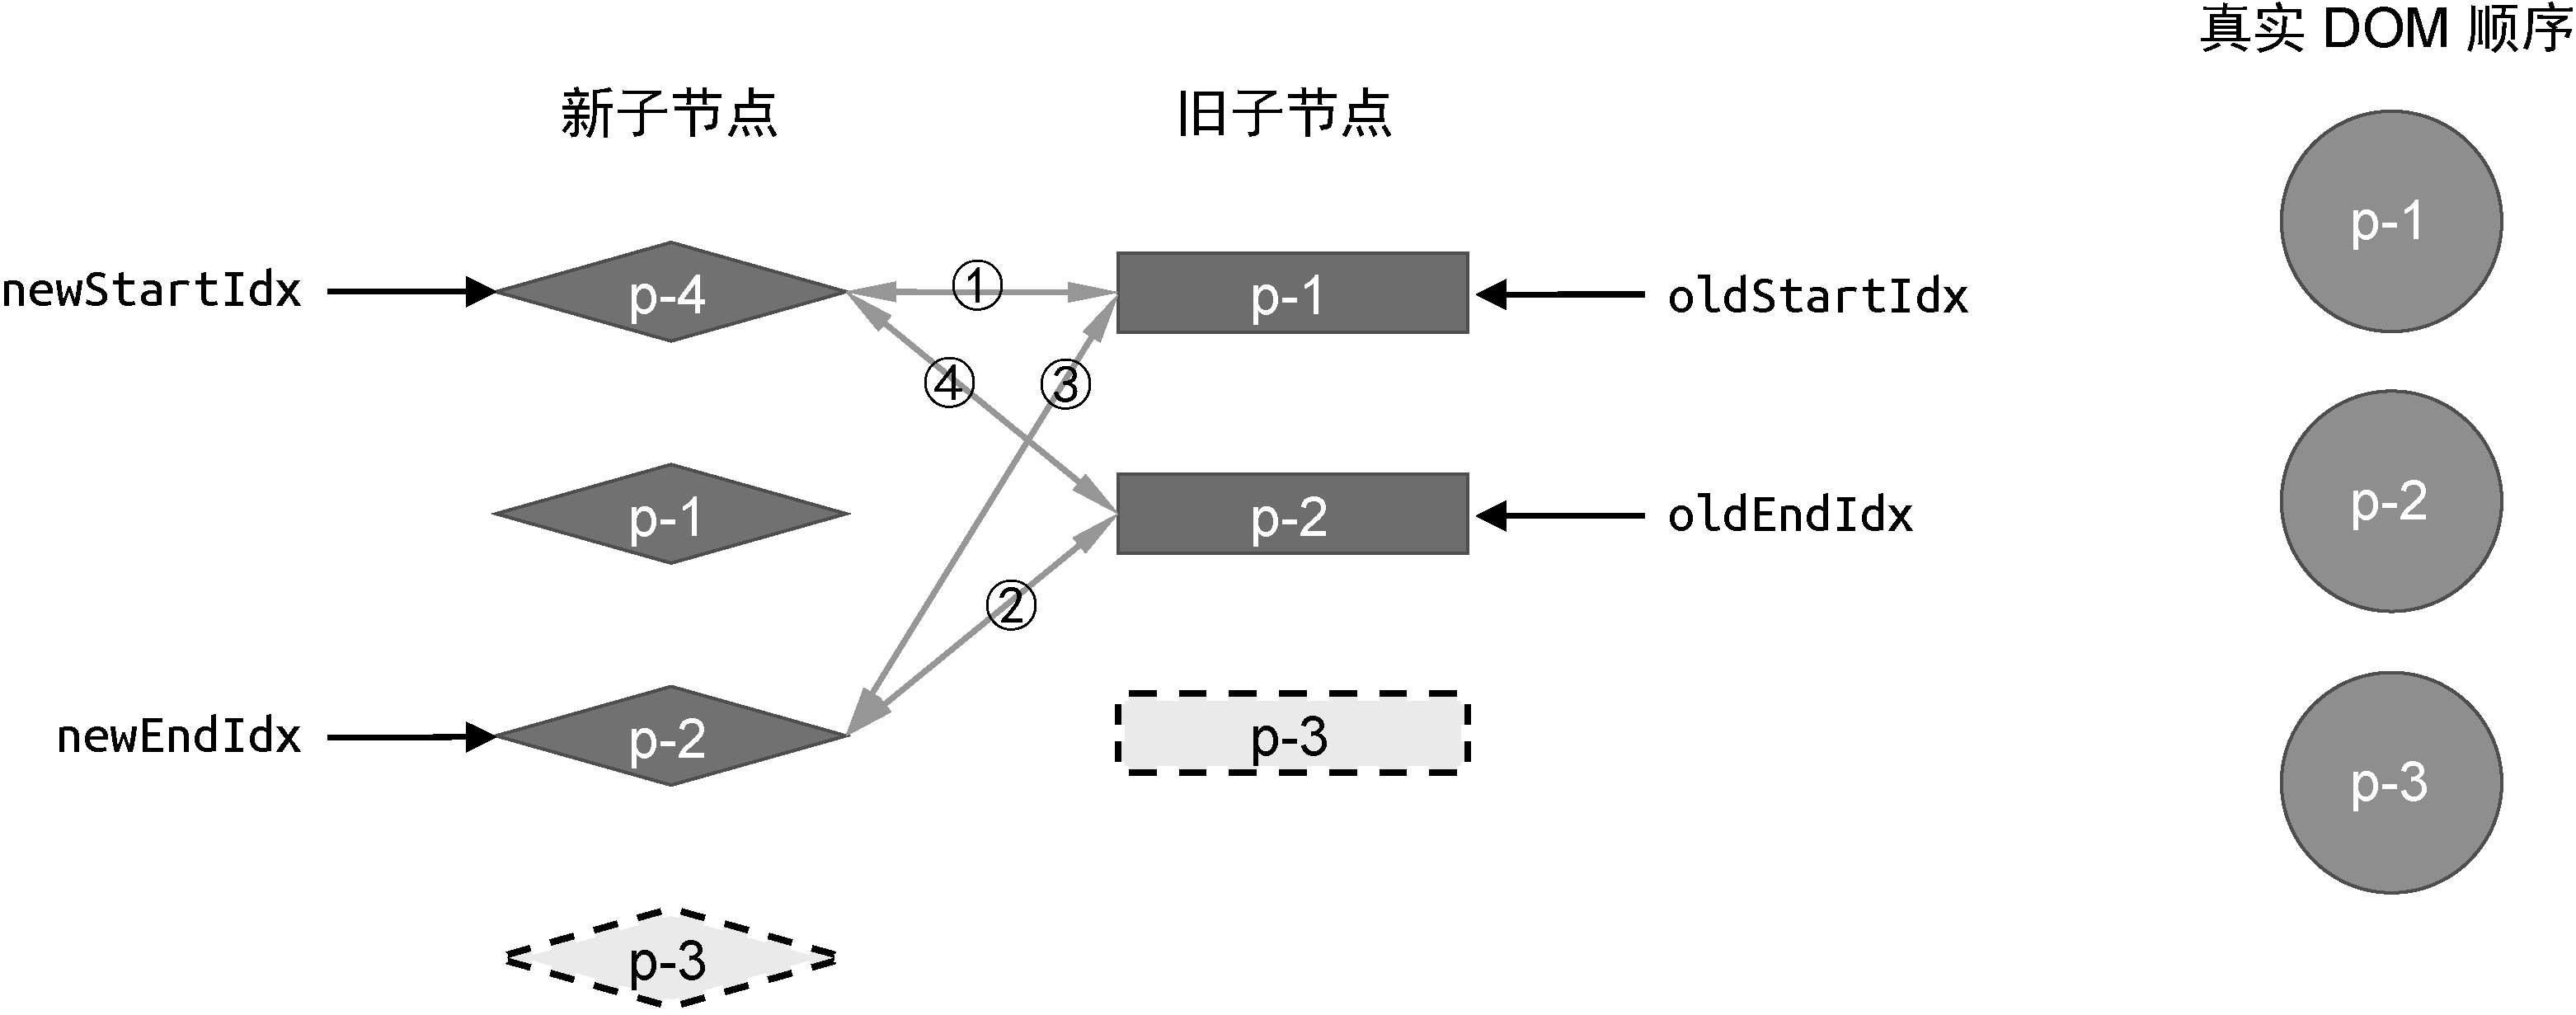 真实 DOM 顺序
新子节点
旧子节点
newStartIdx
p-4
①
p-1
oldStartIdx
p-1
④
③
p-1
p-2
oldEndIdx
p-2
②
newEndIdx
p-2
p-3
p-3
p-3